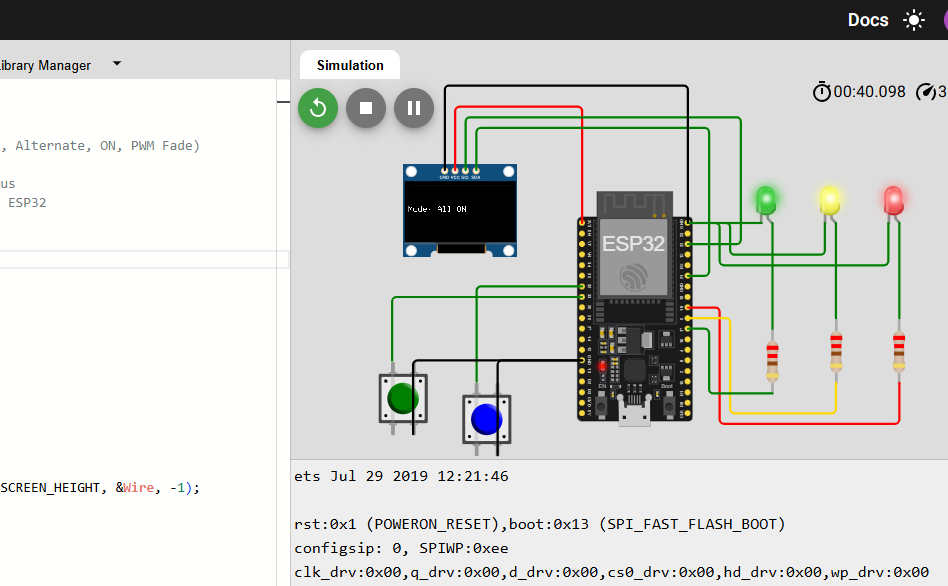 Docs
ibrary Manager
Simulation
00:40.098
3
, Alternate, ON, PWM Fade)
us
ESP32
GND VCC SCL SDA
Mode: All ON
ESP32
EN
Boot
SCREEN_HEIGHT, &Wire, -1);
ets Jul 29 2019 12:21:46
rst:0x1 (POWERON_RESET),boot:0x13 (SPI_FAST_FLASH_BOOT)
configsip: 0, SPIWP:0xee
clk_drv:0x00,q_drv:0x00,d_drv:0x00,cs0_drv:0x00,hd_drv:0x00,wp_drv:0x00